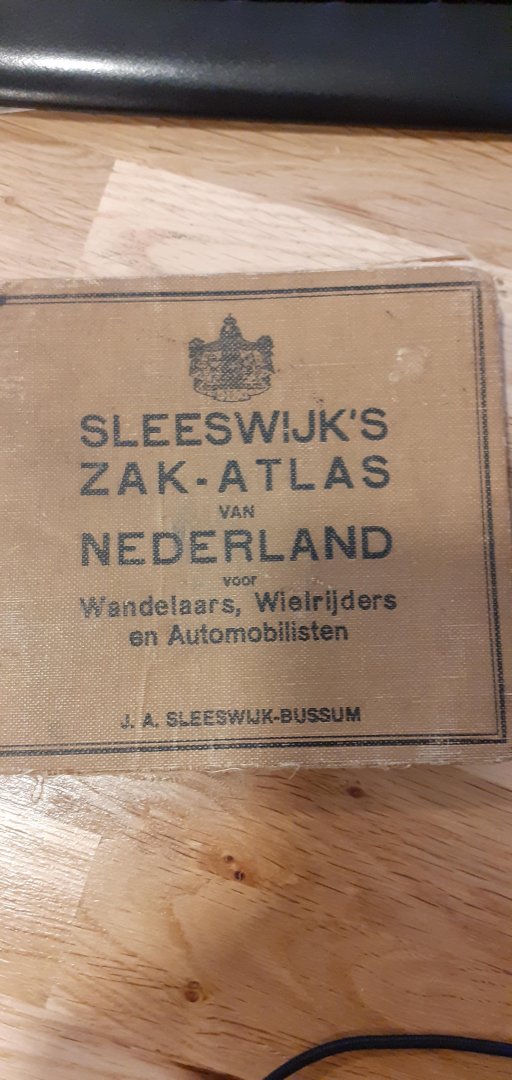 SLEESWIJK'S
ZAK-ATLAS
VAN
NEDERLAND
voor
Wandelaars, Wielrijders
en Automobilisten
J. A. SLEESWIJK-BUSSUM